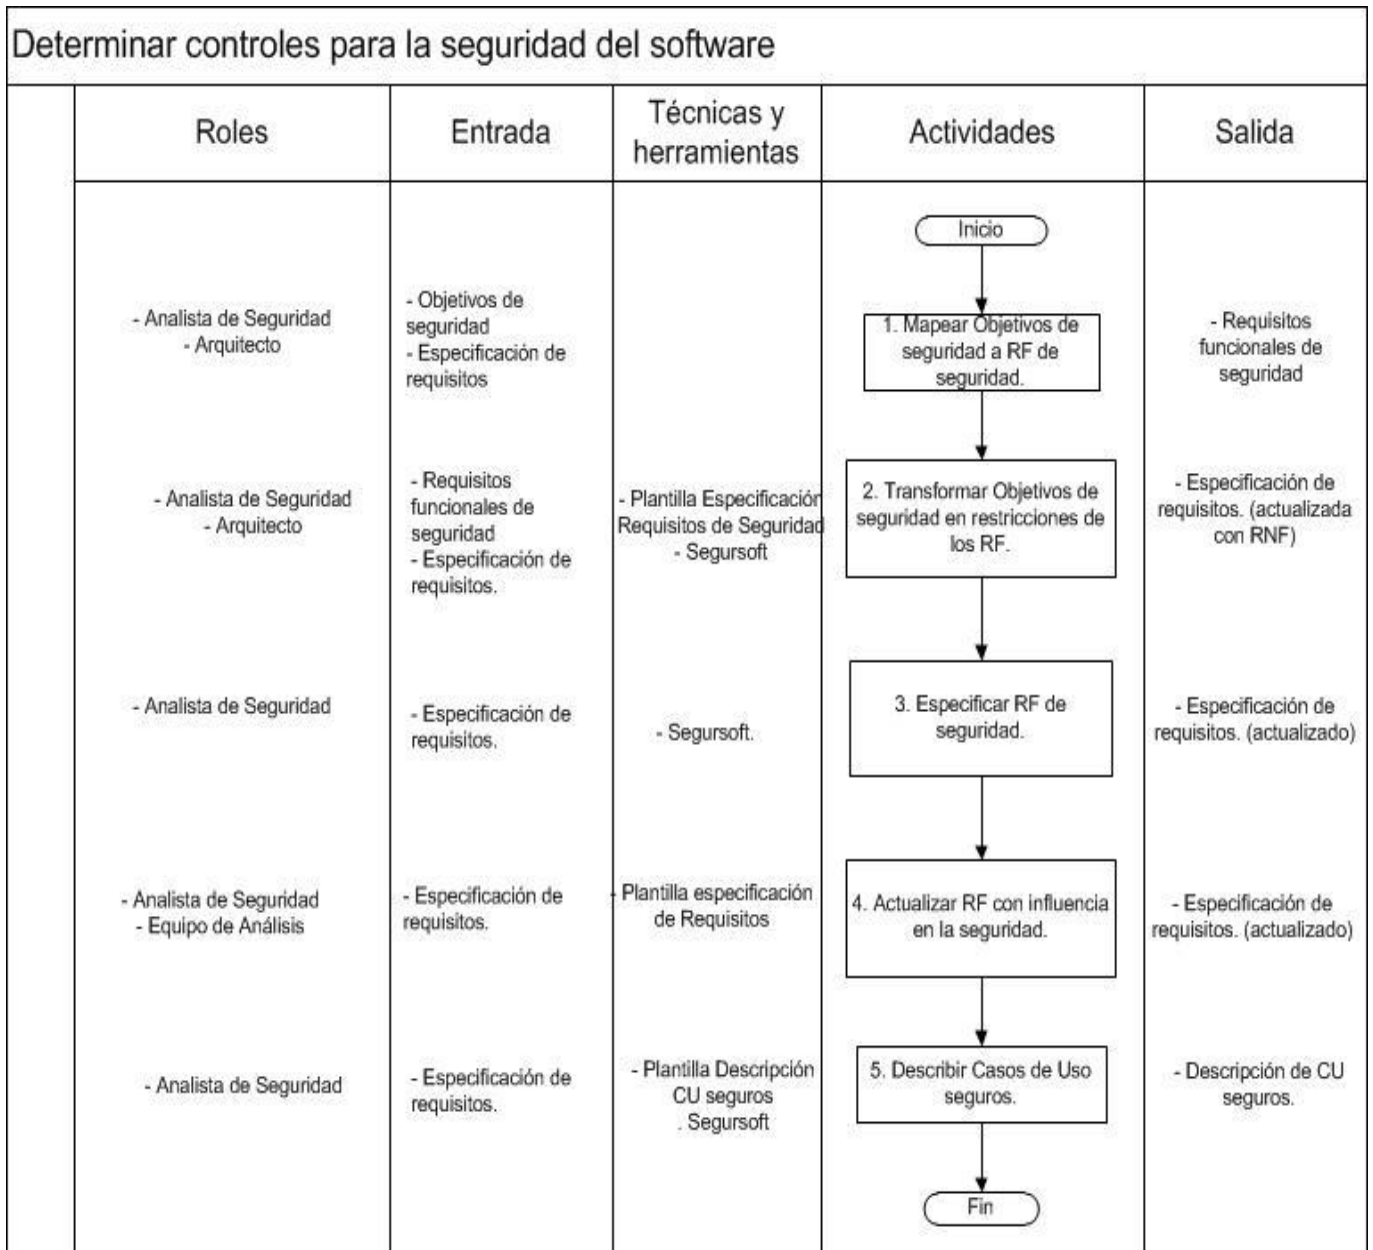 Determinar controles para la seguridad del software
Roles
Entrada
Técnicas y
herramientas
Actividades
Salida
Inicio
- Analista de Seguridad
- Arquitecto
- Objetivos de
seguridad
- Especificación de
requisitos
1. Mapear Objetivos de
seguridad a RF de
seguridad.
- Requisitos
funcionales de
seguridad
- Analista de Seguridad
- Arquitecto
- Requisitos
funcionales de
seguridad
- Especificación de
requisitos.
- Plantilla Especificación
Requisitos de Seguridad
- Segursoft
2. Transformar Objetivos de
seguridad en restricciones de
los RF.
- Especificación de
requisitos. (actualizada
con RNF)
- Analista de Seguridad
- Especificación de
requisitos.
- Segursoft.
3. Especificar RF de
seguridad.
- Especificación de
requisitos. (actualizado)
- Analista de Seguridad
- Equipo de Análisis
- Especificación de
requisitos.
- Plantilla especificación
de Requisitos
4. Actualizar RF con influencia
en la seguridad.
- Especificación de
requisitos. (actualizado)
- Analista de Seguridad
- Especificación de
requisitos.
- Plantilla Descripción
CU seguros
. Segursoft
5. Describir Casos de Uso
seguros.
- Descripción de CU
seguros.
Fin